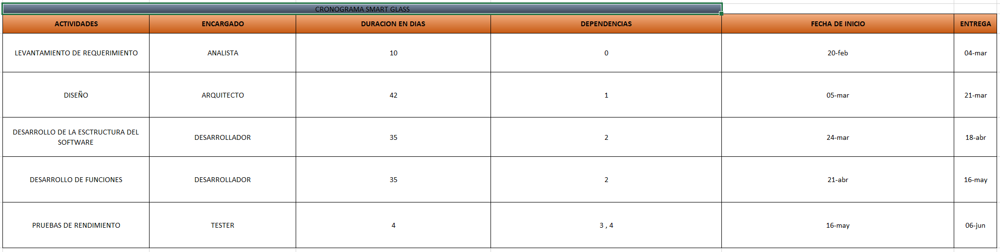 CRONOGRAMA SMART GLASS
ACTIVIDADES ENCARGADO DURACION EN DIAS DEPENDENCIAS FECHA DE INICIO ENTREGA
LEVANTAMIENTO DE REQUERIMIENTO ANALISTA 10 0 20-feb 04-mar
DISEÑO ARQUITECTO 42 1 05-mar 21-mar
DESARROLLO DE LA ESCTRUCTURA DEL
SOFTWARE DESARROLLADOR 35 2 24-mar 18-abr
DESARROLLO DE FUNCIONES DESARROLLADOR 35 2 21-abr 16-may
PRUEBAS DE RENDIMIENTO TESTER 4 3 , 4 16-may 06-jun